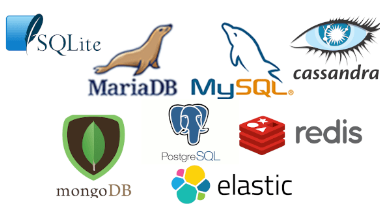 SQLite
MariaDB
MySQL®
cassandra
mongoDB
PostgreSQL
redis
elastic